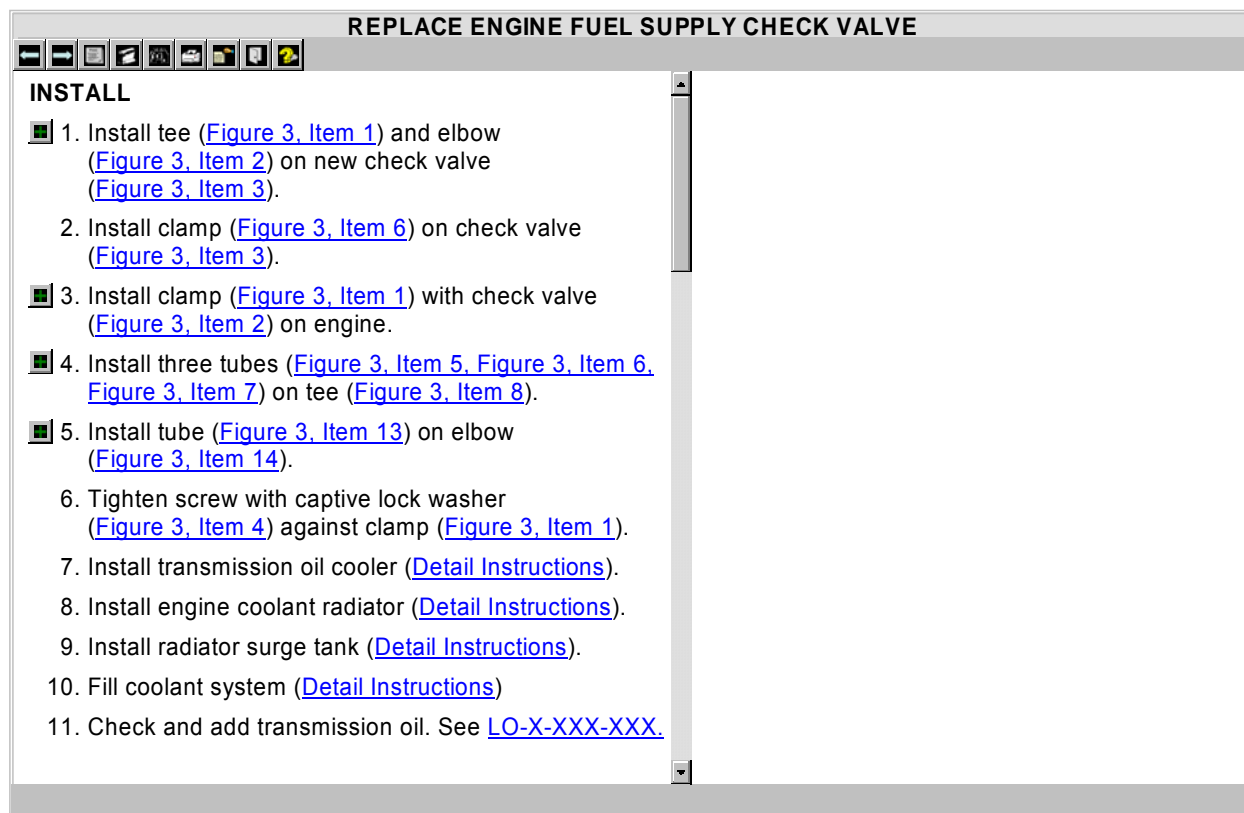 REPLACE ENGINE FUEL SUPPLY CHECK VALVE
INSTALL
1. Install tee (Figure 3, Item 1) and elbow
(Figure 3, Item 2) on new check valve
(Figure 3, Item 3).
2. Install clamp (Figure 3, Item 6) on check valve
(Figure 3, Item 3).
3. Install clamp (Figure 3, Item 1) with check valve
(Figure 3, Item 2) on engine.
4. Install three tubes (Figure 3, Item 5, Figure 3, Item 6,
Figure 3, Item 7) on tee (Figure 3, Item 8).
5. Install tube (Figure 3, Item 13) on elbow
(Figure 3, Item 14).
6. Tighten screw with captive lock washer
(Figure 3, Item 4) against clamp (Figure 3, Item 1).
7. Install transmission oil cooler (Detail Instructions).
8. Install engine coolant radiator (Detail Instructions).
9. Install radiator surge tank (Detail Instructions).
10. Fill coolant system (Detail Instructions)
11. Check and add transmission oil. See LO-X-XXX-XXX.